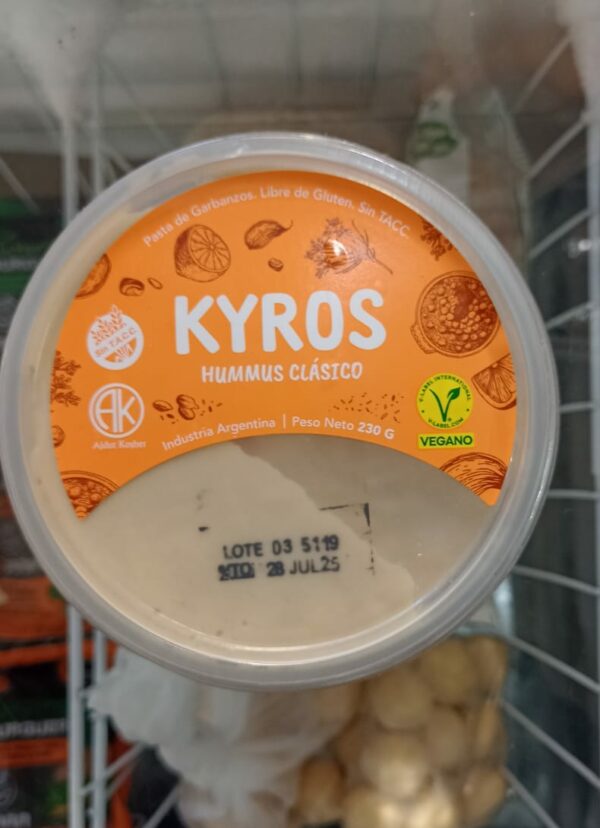 Pasta de Garbanzos. Libre de Gluten. Sin TACC
KYROS
HUMMUS CLÁSICO
Sin T.A.C.C.
AK
Ajdut Kosher
Industria Argentina | Peso Neto 230 G
V-LABEL INTERNATIONAL
V-LABEL.COM
VEGANO
LOTE 03 5119
VTO: 28 JUL25